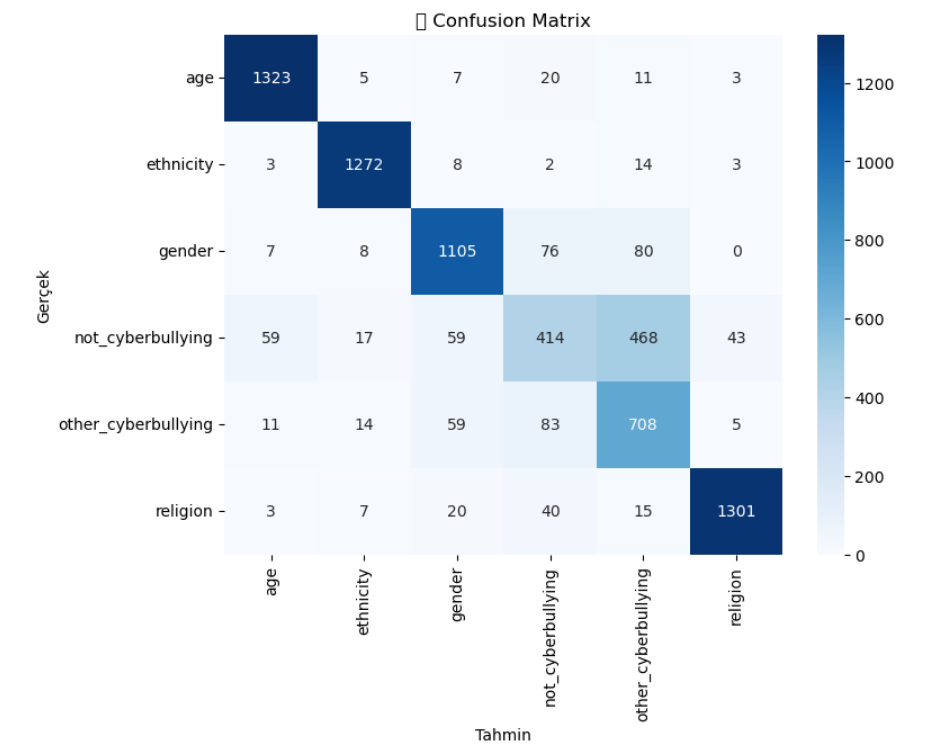 ▯ Confusion Matrix
age 1323 5 7 20 11 3
ethnicity 3 1272 8 2 14 3
gender 7 8 1105 76 80 0
not_cyberbullying 59 17 59 414 468 43
other_cyberbullying 11 14 59 83 708 5
religion 3 7 20 40 15 1301
Gerçek
age ethnicity gender not_cyberbullying other_cyberbullying religion
Tahmin
1200
1000
800
600
400
200
0